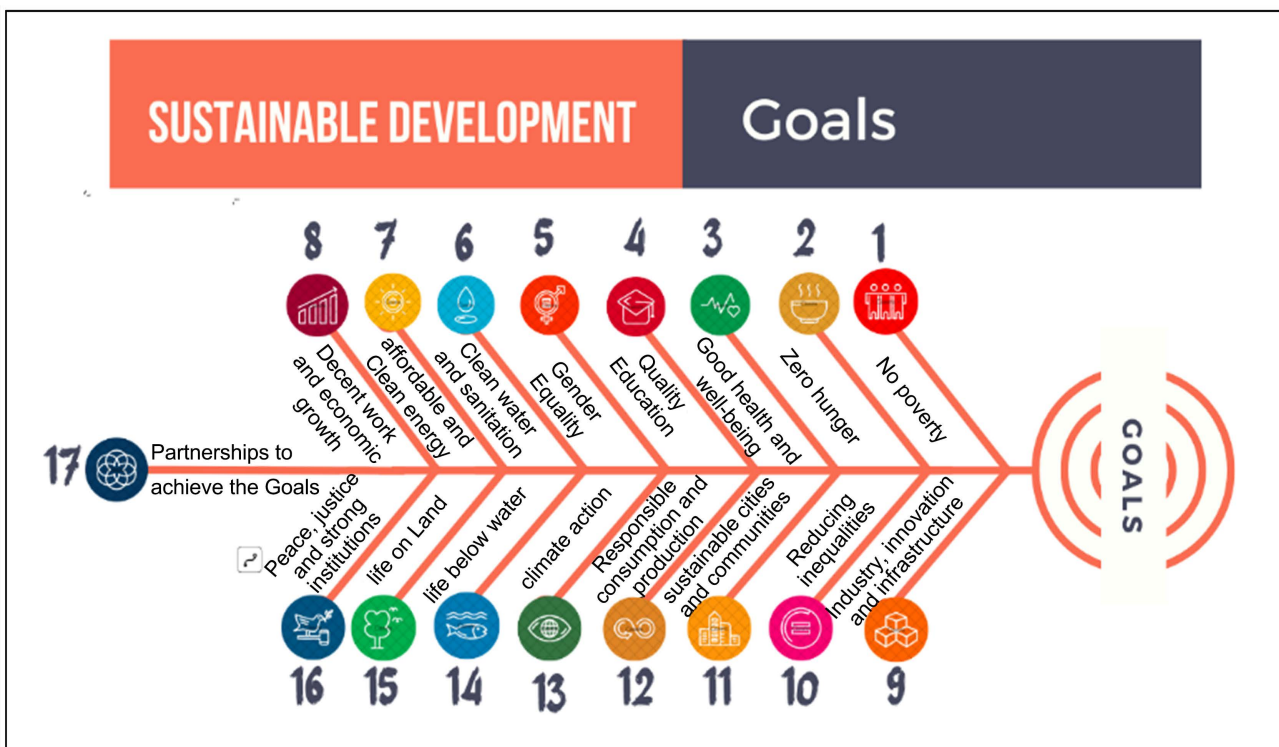 SUSTAINABLE DEVELOPMENT
Goals
8
7
6
5
4
3
2
1
Decent work
and economic
growth
affordable and
Clean energy
Clean water
and sanitation
Gender
Equality
Quality
Education
Good health and
well-being
Zero hunger
No poverty
17
Partnerships to
achieve the Goals
GOALS
Peace, justice
and strong
institutions
life on Land
life below water
climate action
Responsible
consumption and
production
sustainable cities
and communities
Reducing
inequalities
Industry, innovation
and infrastructure
16
15
14
13
12
11
10
9